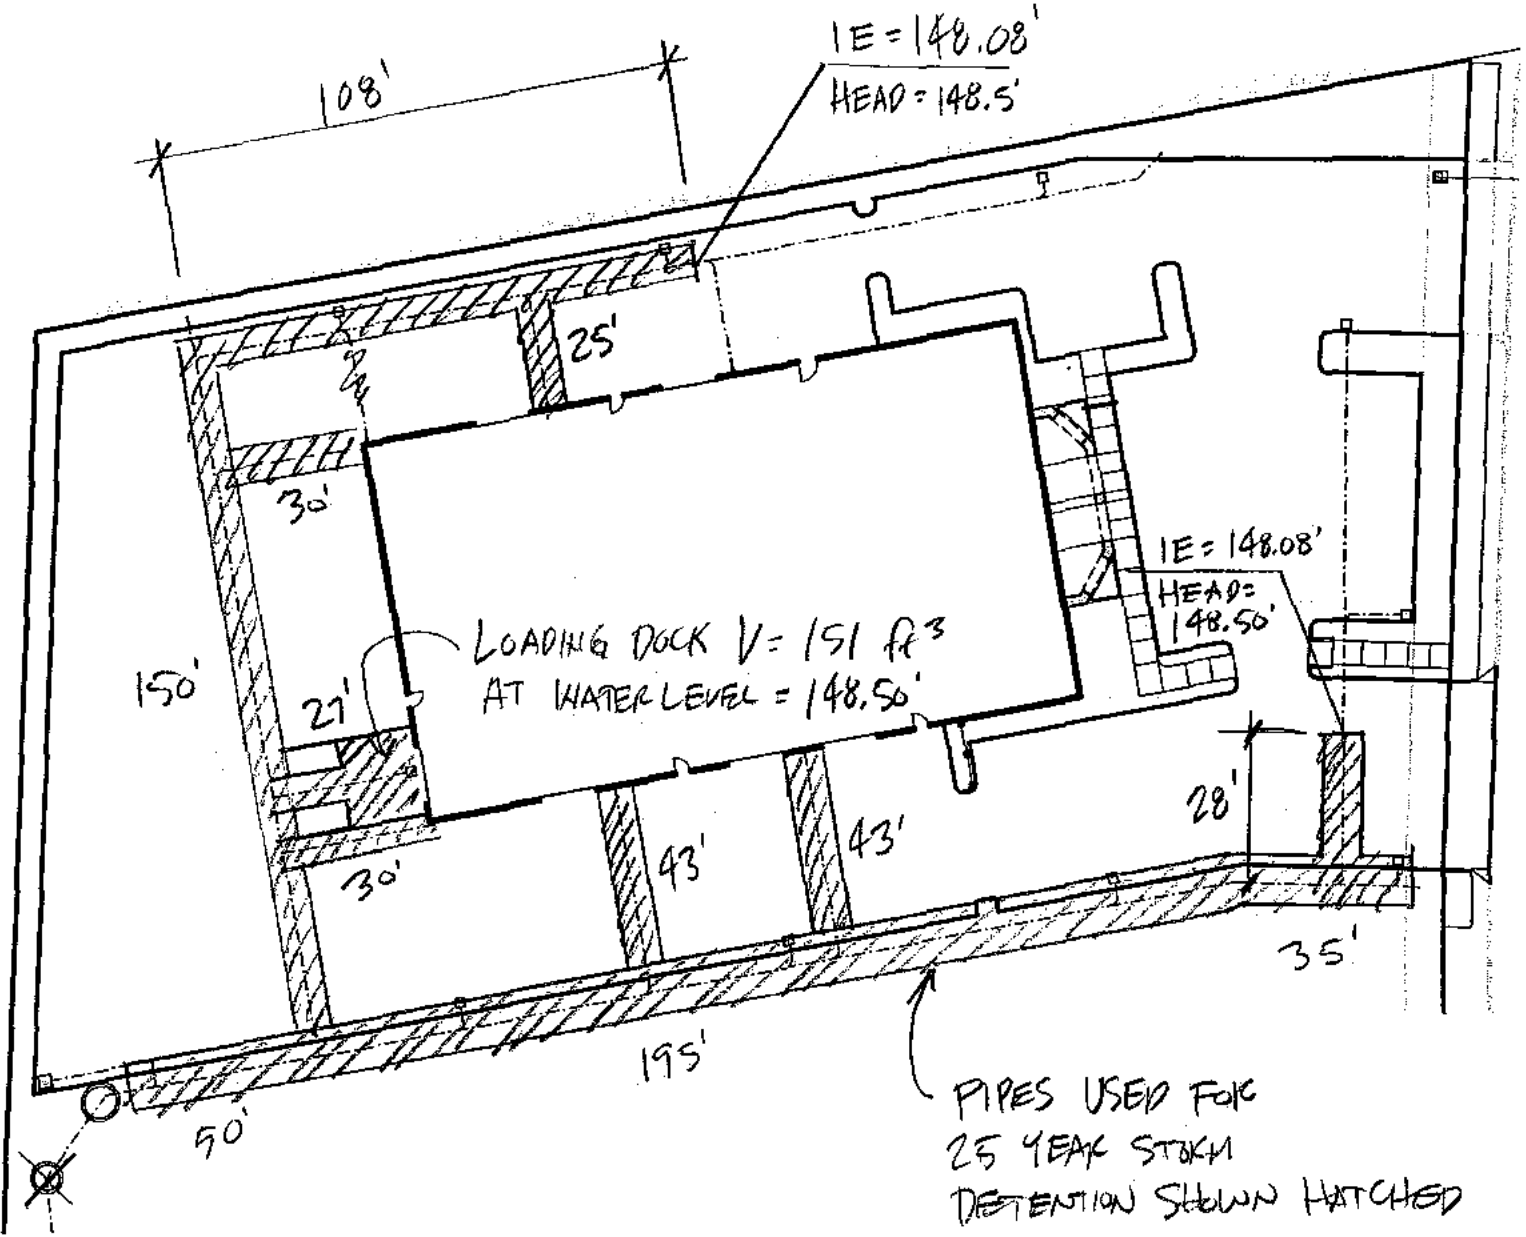 108'
IE = 148.08'
HEAD = 148.5'
25'
30'
IE = 148.08'
HEAD =
148.50'
LOADING DOCK V = 151 ft³
AT WATER LEVEL = 148.50'
150'
27'
28'
30'
43'
43'
35'
195'
50'
PIPES USED FOR
25 YEAR STORM
DETENTION SHOWN HATCHED